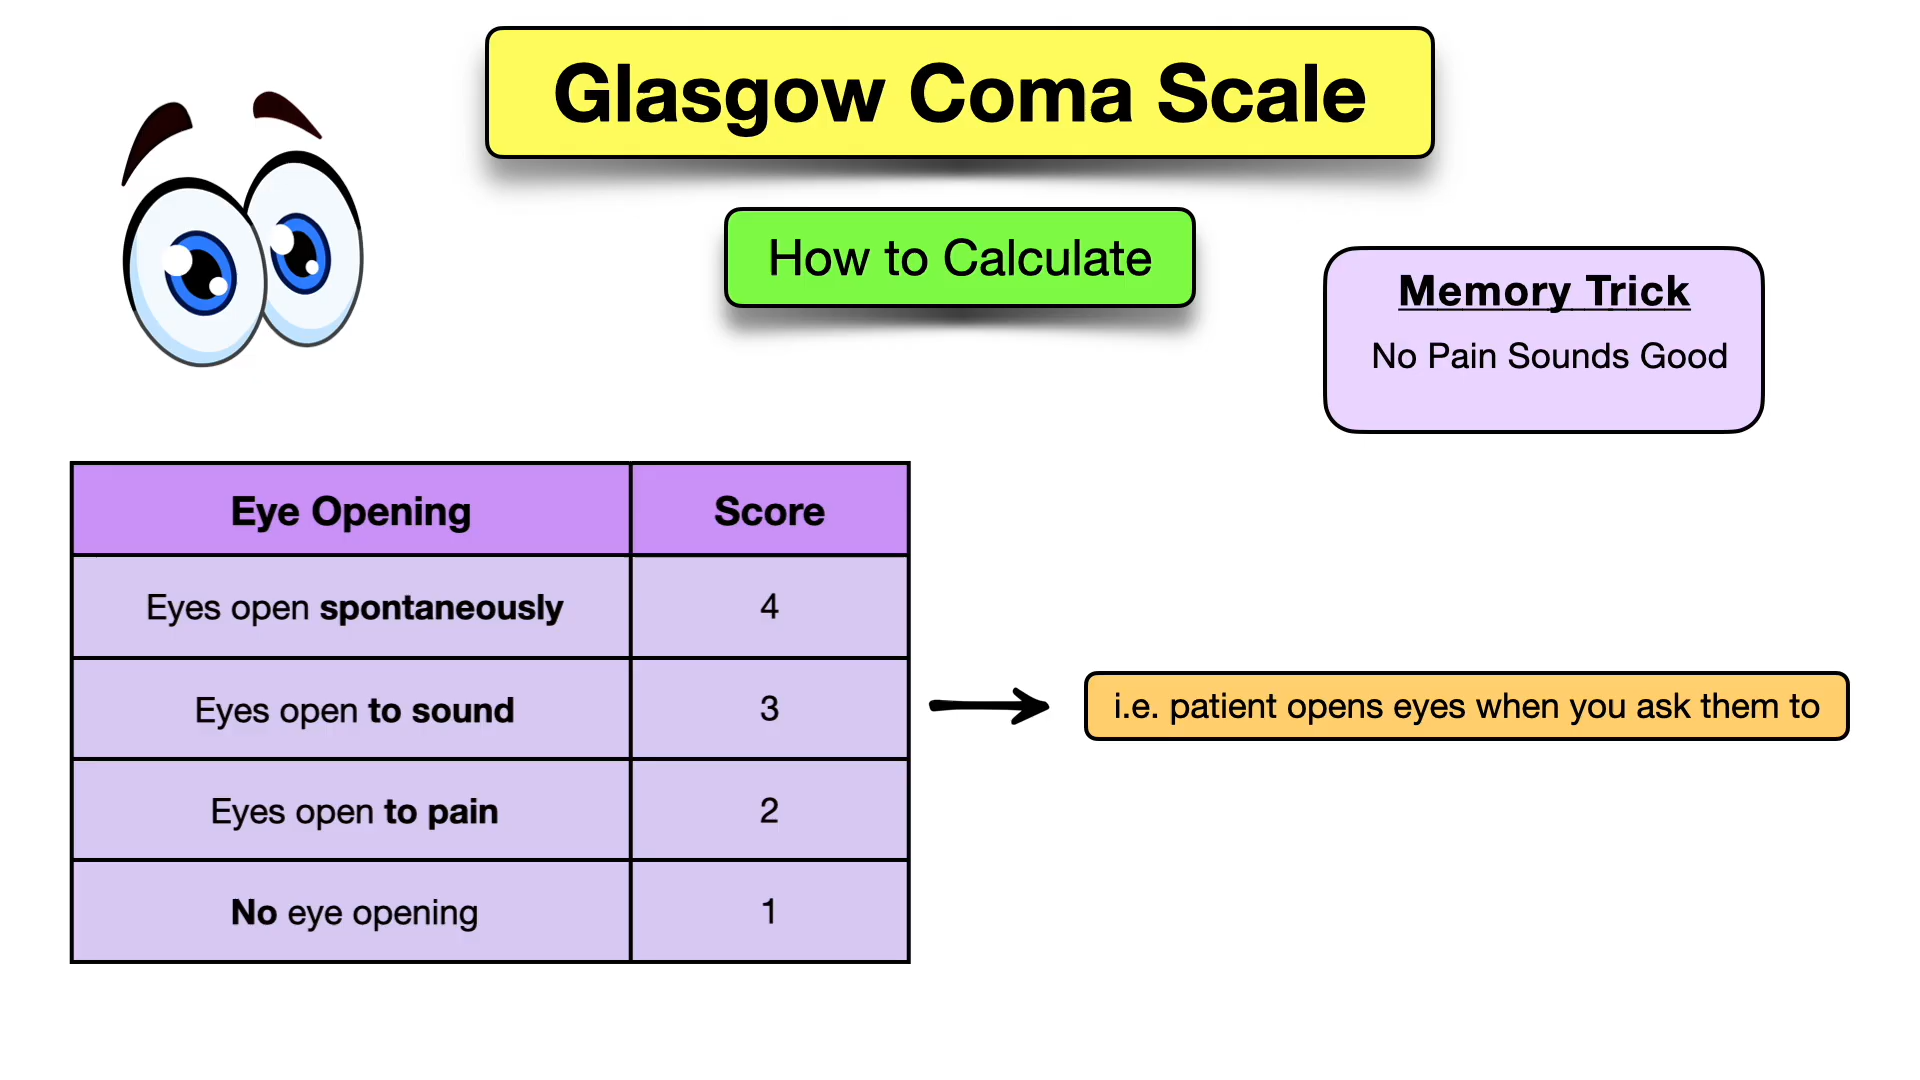 Glasgow Coma Scale
How to Calculate
Memory Trick
No Pain Sounds Good
Eye Opening Score
Eyes open spontaneously 4
Eyes open to sound 3
i.e. patient opens eyes when you ask them to
Eyes open to pain 2
No eye opening 1